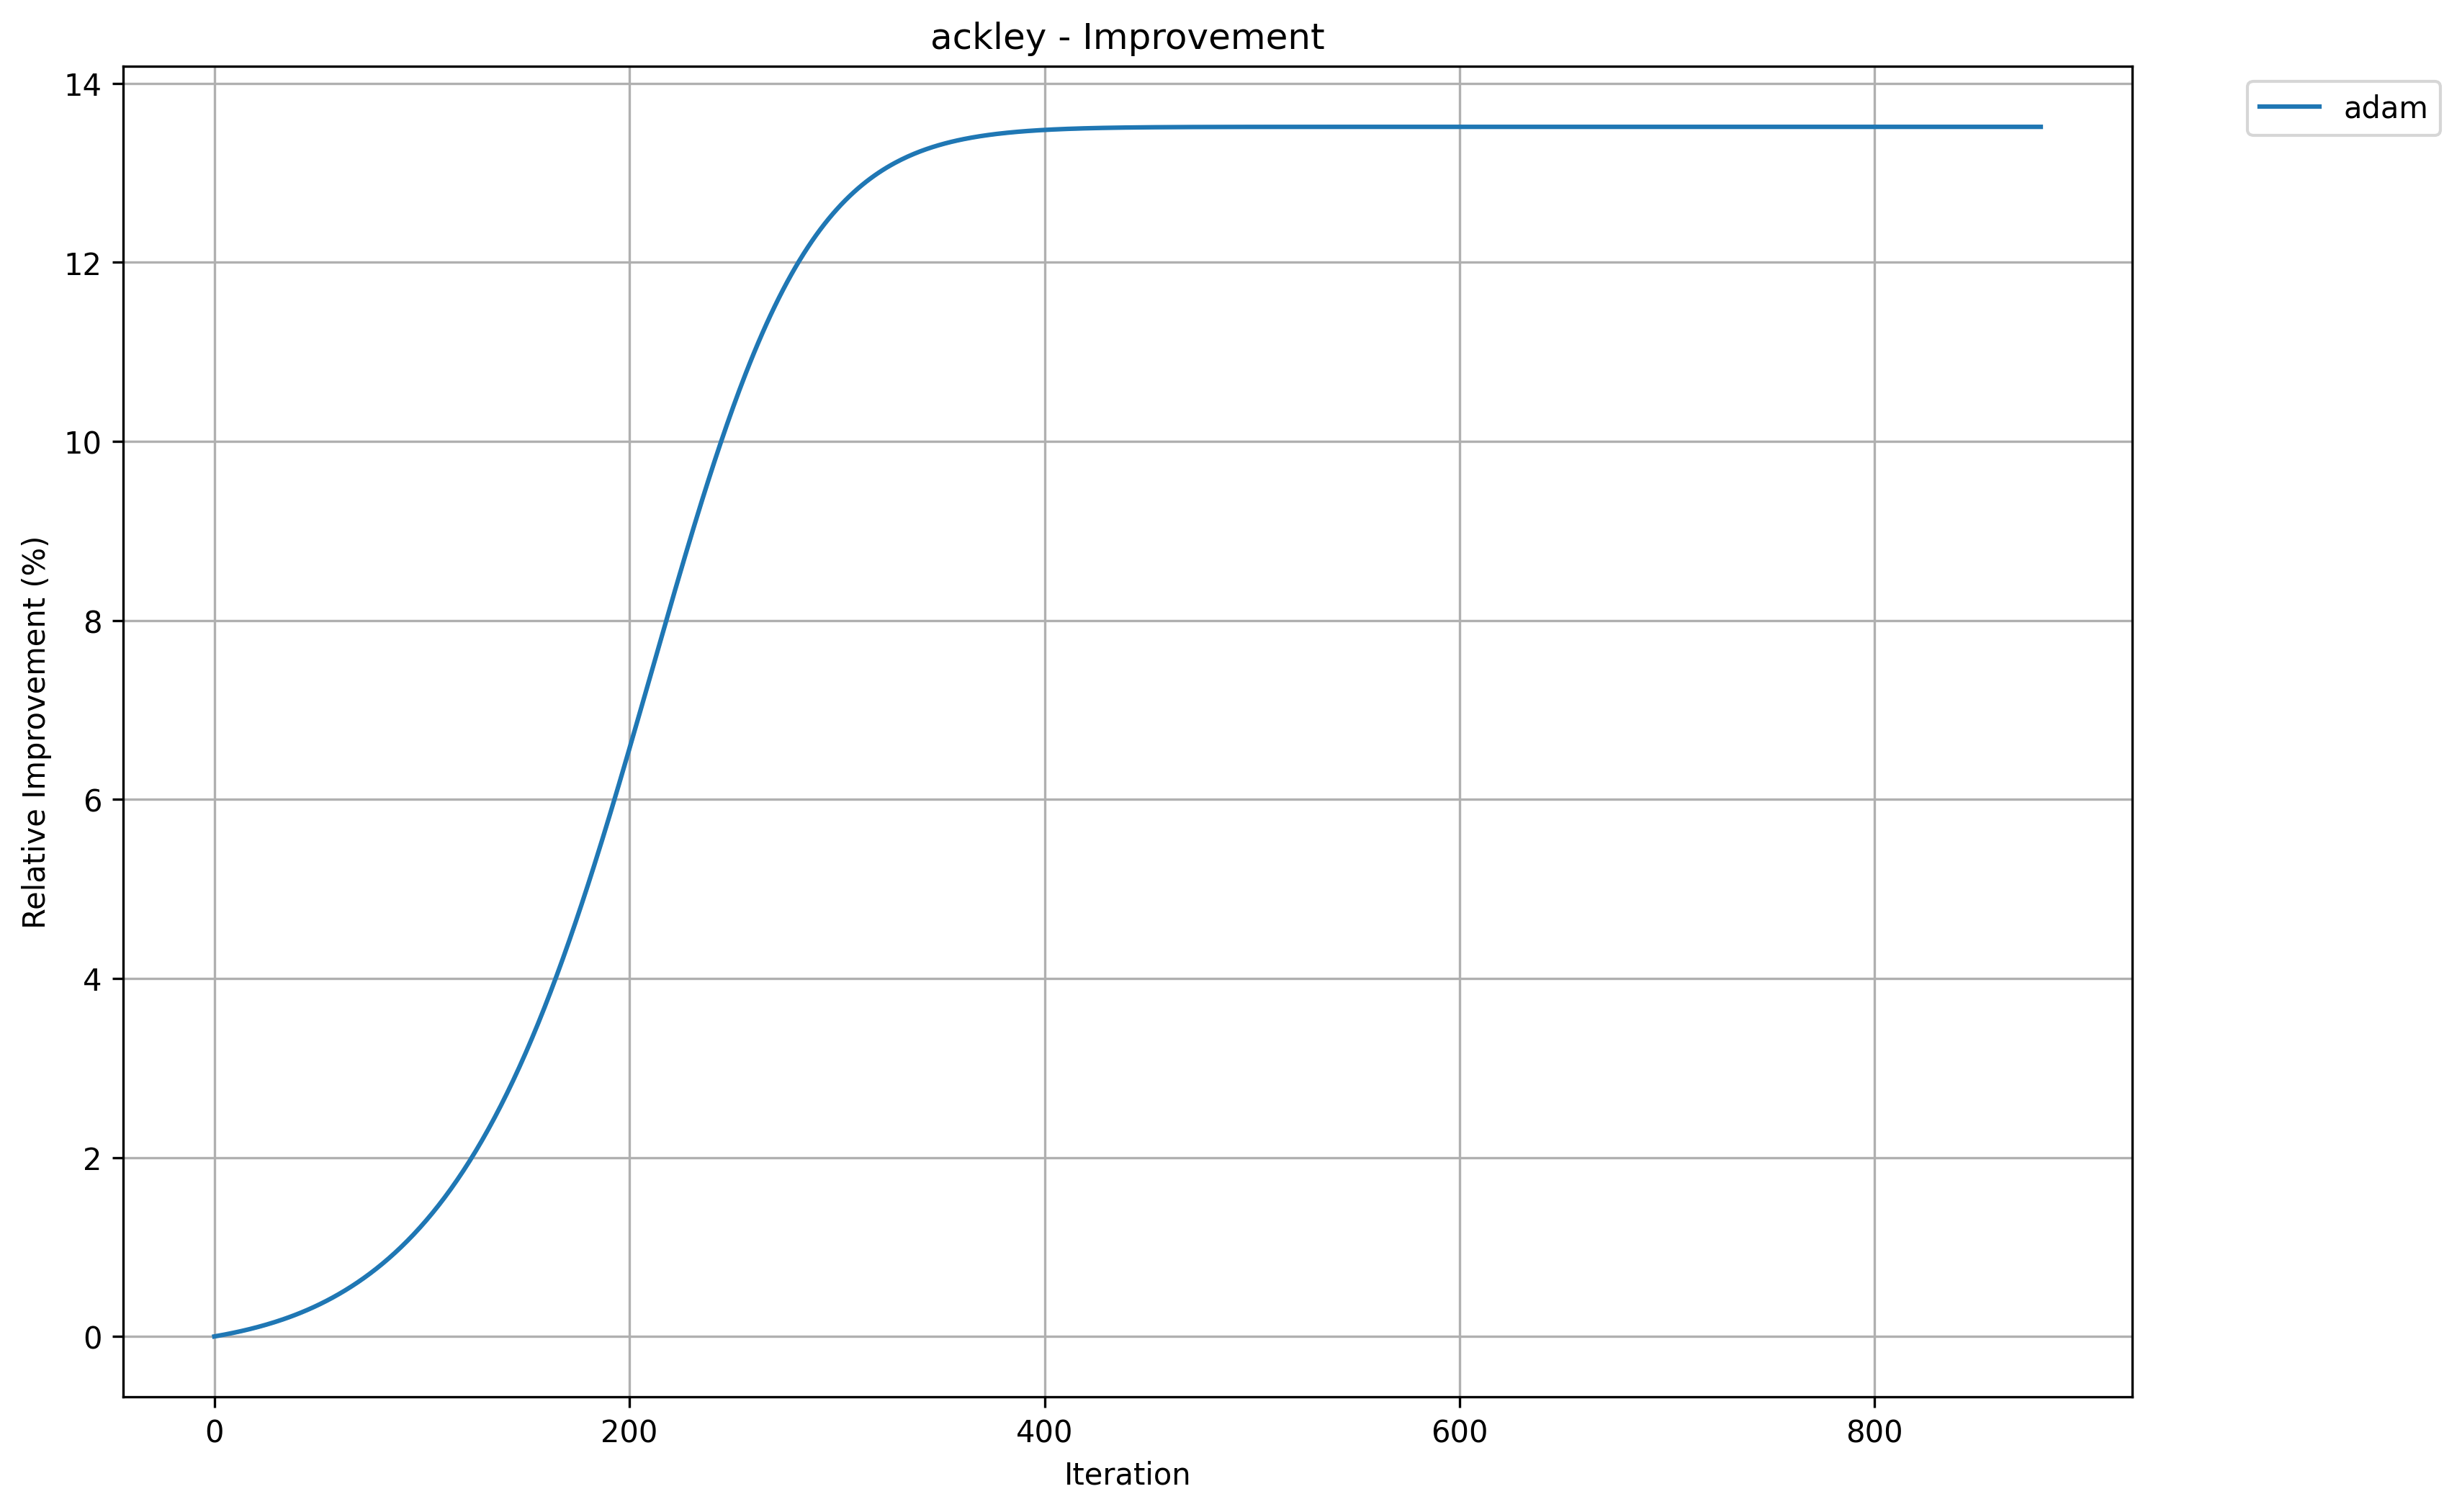 ackley - Improvement
adam
Relative Improvement (%)
14
12
10
8
6
4
2
0
0 200 400 600 800
Iteration